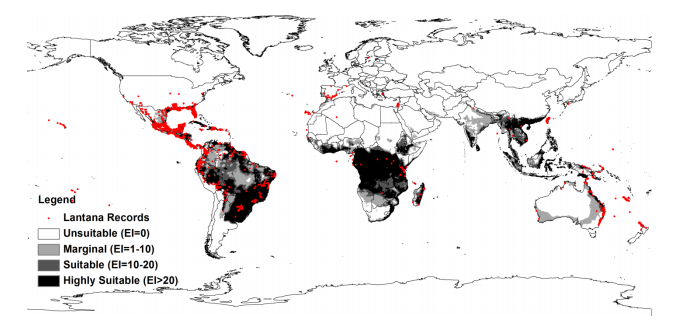 Legend
Lantana Records
Unsuitable (EI=0)
Marginal (EI=1-10)
Suitable (EI=10-20)
Highly Suitable (EI>20)